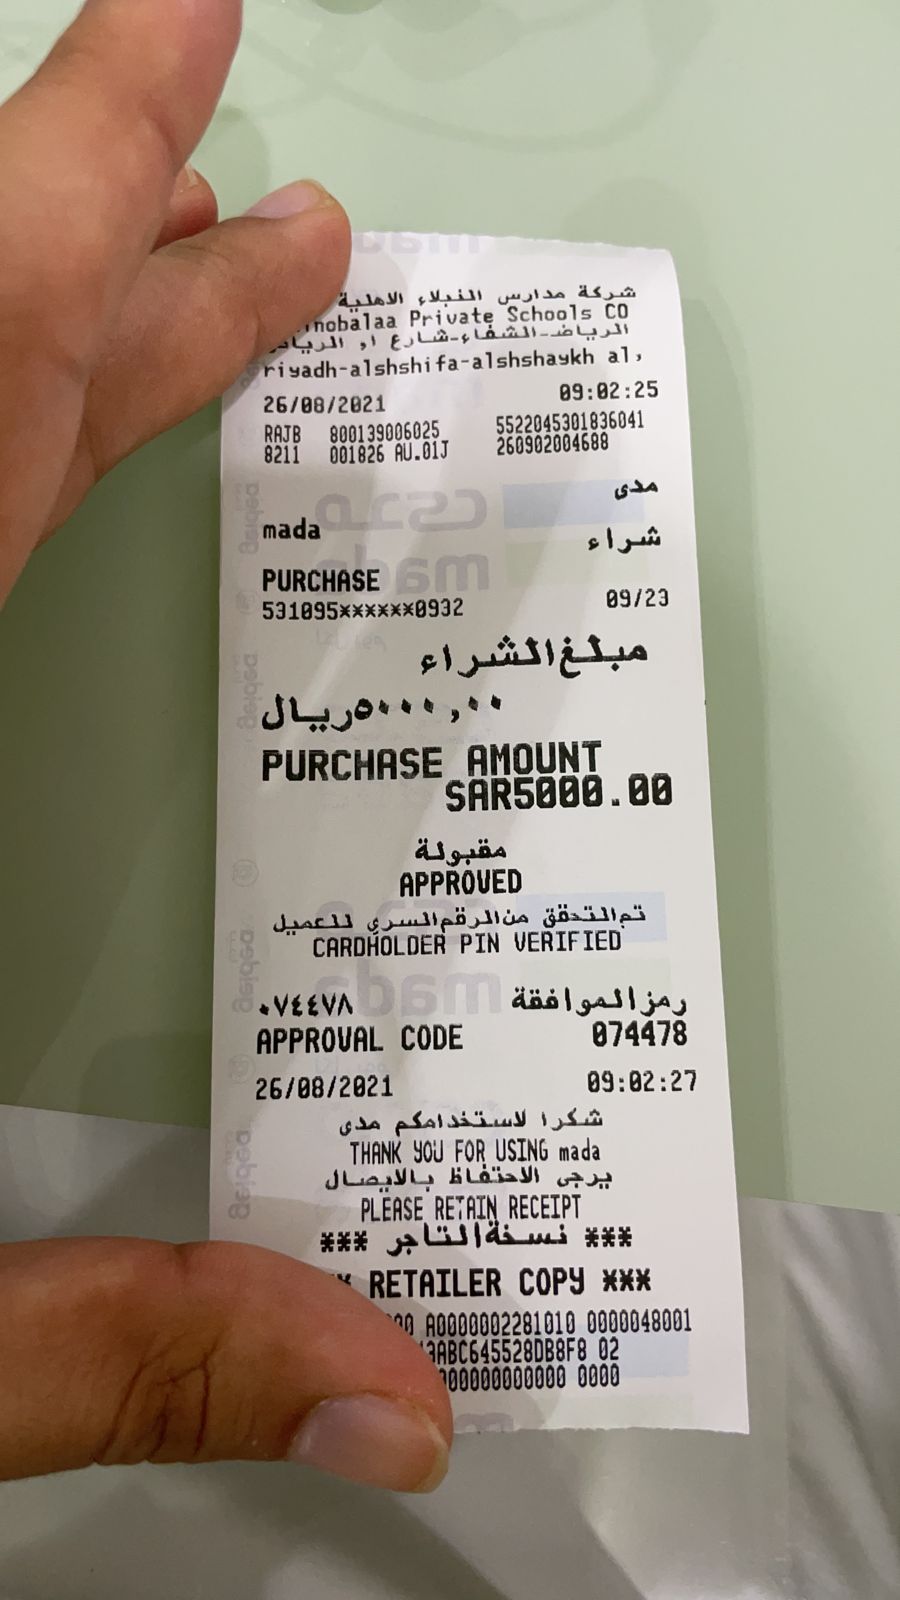 شركة مدارس النبلاء الاهلية
nobalaa Private Schools CO
الرياض-الشفاء-شارع
riyadh-alshshifa-alshshaykh al,
26/08/2021 09:02:25
RAJB 800139006025 5522045301836041
8211 001826 AU.01J 260902004688
مدى
mada
شراء
PURCHASE
531095******0932 09/23
مبلغ الشراء
٥٠٠٠,٠٠ ريال
PURCHASE AMOUNT
SAR5000.00
مقبولة
APPROVED
تم التحقق من الرقم السري للعميل
CARDHOLDER PIN VERIFIED
رمز الموافقة ٠٧٤٤٧٨
APPROVAL CODE 074478
26/08/2021 09:02:27
شكرا لاستخدامكم مدى
THANK YOU FOR USING mada
يرجى الاحتفاظ بالايصال
PLEASE RETAIN RECEIPT
*** نسخة التاجر ***
RETAILER COPY ***
A0000002281010 0000048001
3ABC645528DB8F8 02
000000000000 0000